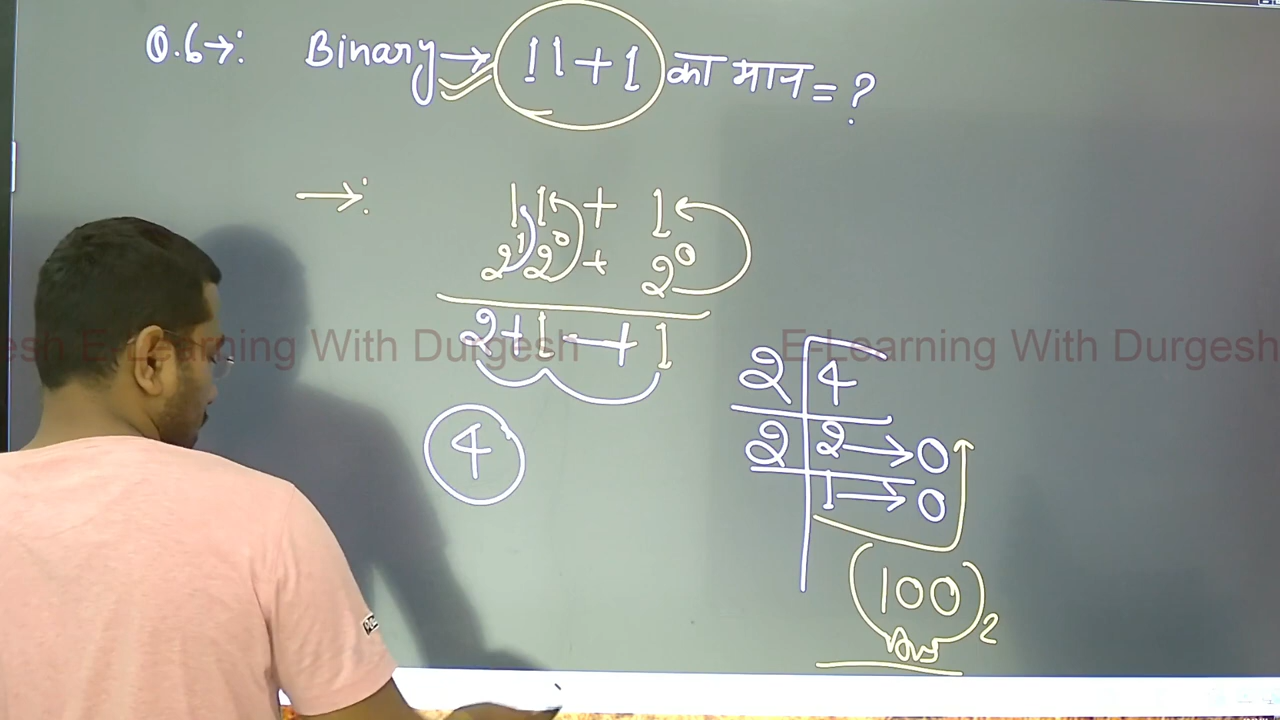 Q.6→: Binary → 11+1 का मान = ?
→: 11 + 1
2¹2⁰ + 2⁰
2+1 — + 1
4
2 | 4
2 | 2 → 0
1 → 0
(100)₂
Ans
esh E-Learning With Durgesh E-Learning With Durgesh